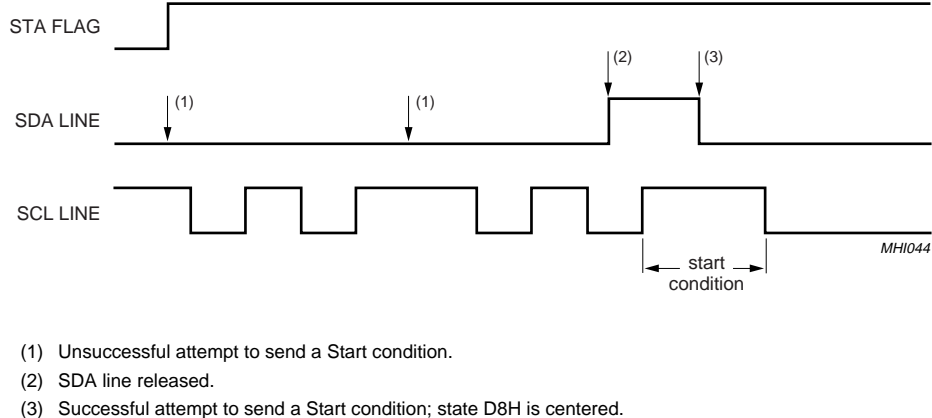 STA FLAG
(2) (3)
(1) (1)
SDA LINE
SCL LINE
MHI044
start
condition
(1) Unsuccessful attempt to send a Start condition.
(2) SDA line released.
(3) Successful attempt to send a Start condition; state D8H is centered.